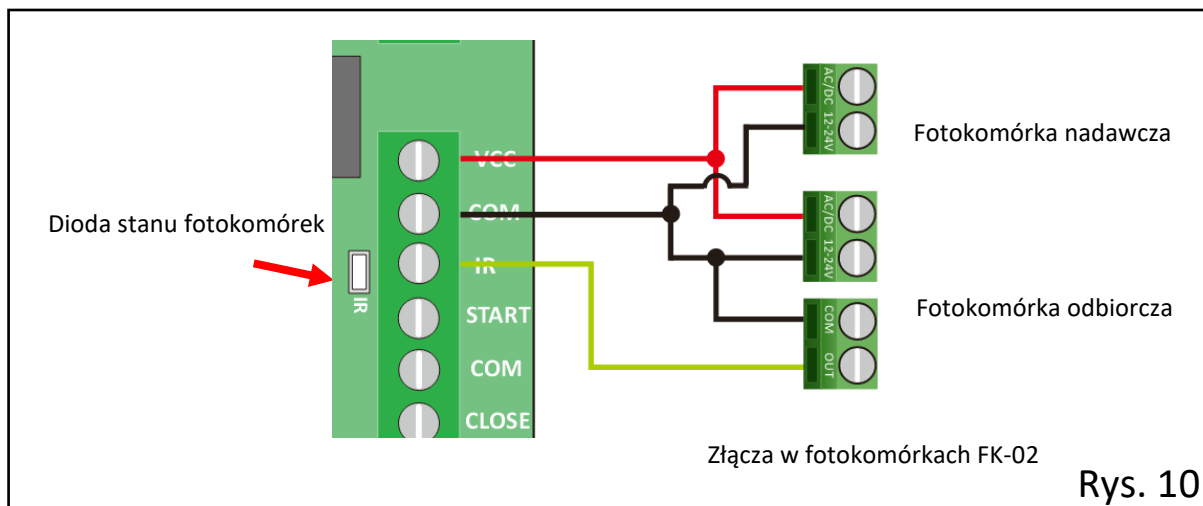 Dioda stanu fotokomórek
IR
VCC
COM
IR
START
COM
CLOSE
AC/DC 12-24V
Fotokomórka nadawcza
AC/DC 12-24V
COM OUT
Fotokomórka odbiorcza
Złącza w fotokomórkach FK-02
Rys. 10